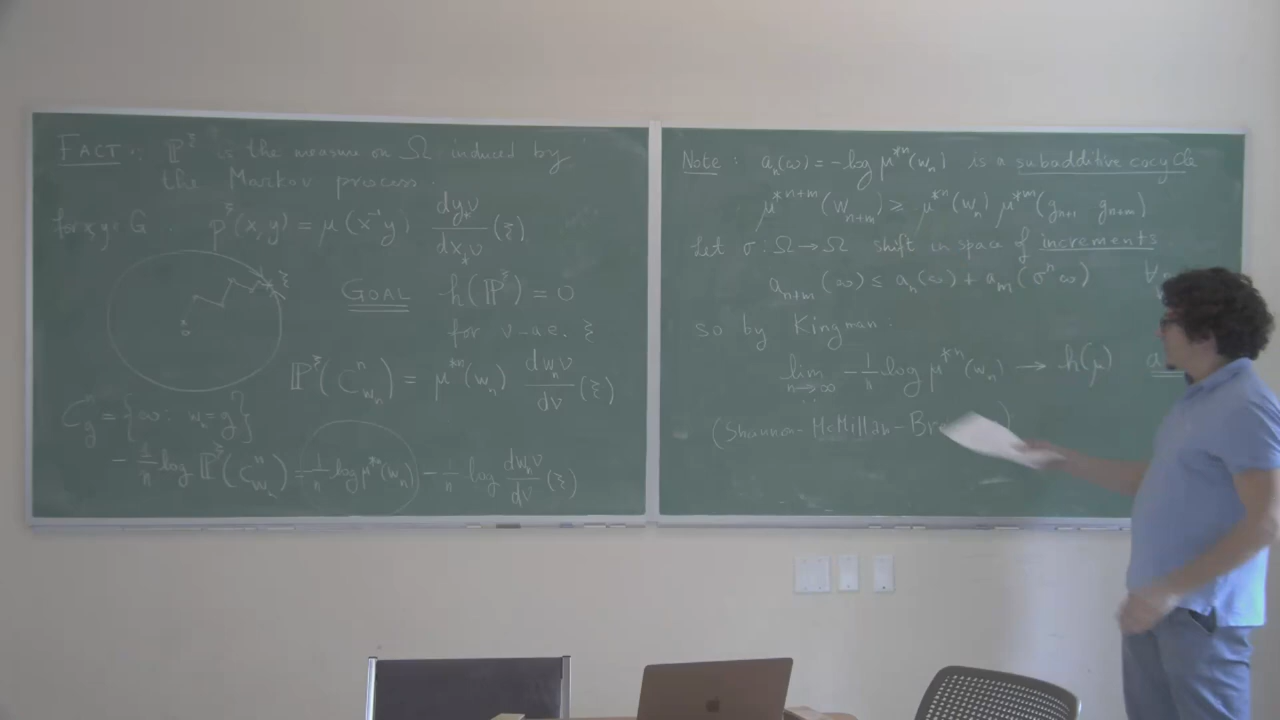 FACT: ℙ^ξ is the measure on Ω induced by
the Markov process.
for x,y ∈ G. p^ξ(x,y) = μ(x⁻¹y) dy_*ν/dx_*ν (ξ)
ξ
o
GOAL h(ℙ^ξ) = 0
for ν-a.e. ξ
ℙ^ξ(C^n_{w_n}) = μ^{*n}(w_n) dw_nν/dν (ξ)
C^n_g = {ω: w_n = g}
-1/n log ℙ^ξ(C^n_{w_n}) = -1/n log μ^{*n}(w_n) - 1/n log dw_nν/dν (ξ)
Note: a_n(ω) = -log μ^{*n}(w_n) is a subadditive cocycle
μ^{*n+m}(w_{n+m}) ≥ μ^{*n}(w_n) μ^{*m}(g_{n+1} g_{n+m})
Let σ: Ω→Ω shift in space of increments
a_{n+m}(ω) ≤ a_n(ω) + a_m(σ^n ω) ∀
so by Kingman:
lim_{n→∞} -1/n log μ^{*n}(w_n) → h(μ) a
(Shannon-McMillan-Br )